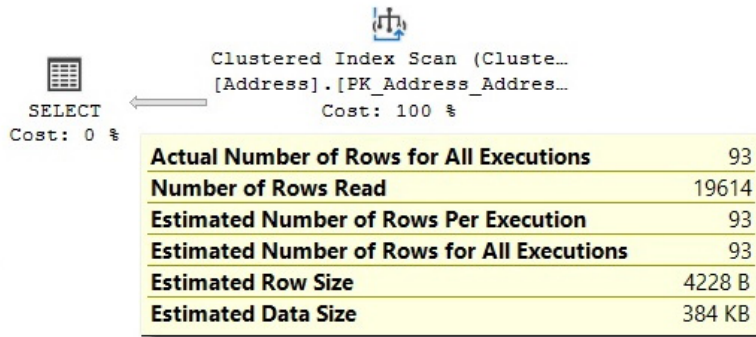 Clustered Index Scan (Cluste…
[Address].[PK_Address_Addres…
Cost: 100 %
SELECT
Cost: 0 %
Actual Number of Rows for All Executions 93
Number of Rows Read 19614
Estimated Number of Rows Per Execution 93
Estimated Number of Rows for All Executions 93
Estimated Row Size 4228 B
Estimated Data Size 384 KB